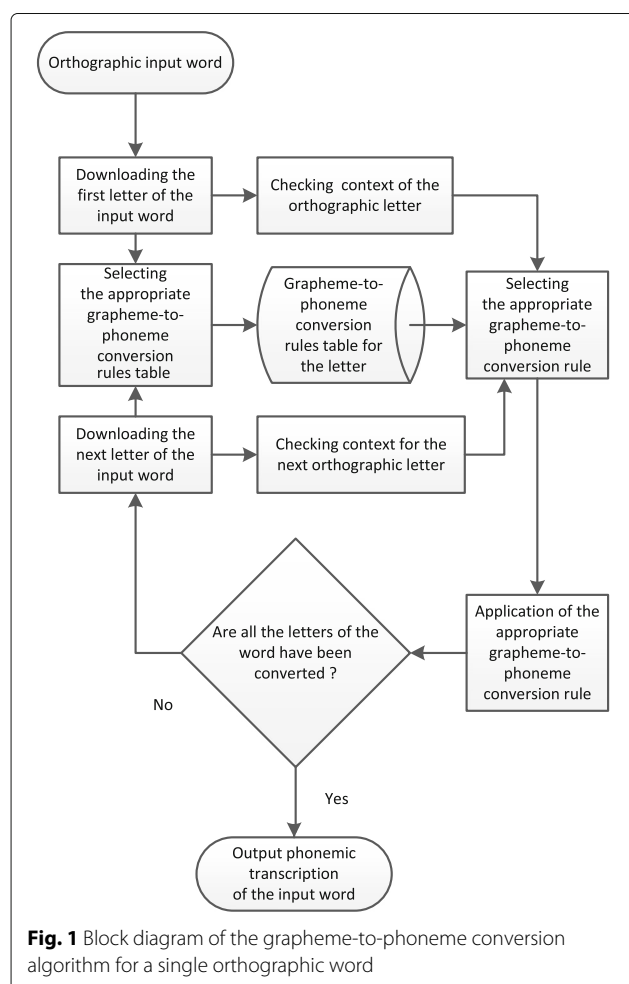 Orthographic input word
Downloading the
first letter of the
input word
Checking context of the
orthographic letter
Selecting
the appropriate
grapheme-to-
phoneme
conversion
rules table
Grapheme-to-
phoneme
conversion
rules table for
the letter
Selecting
the appropriate
grapheme-to-
phoneme
conversion rule
Downloading the
next letter of the
input word
Checking context for the
next orthographic letter
Are all the letters of the
word have been
converted ?
Application of the
appropriate
grapheme-to-
phoneme
conversion rule
No
Yes
Output phonemic
transcription
of the input word
Fig. 1 Block diagram of the grapheme-to-phoneme conversion
algorithm for a single orthographic word